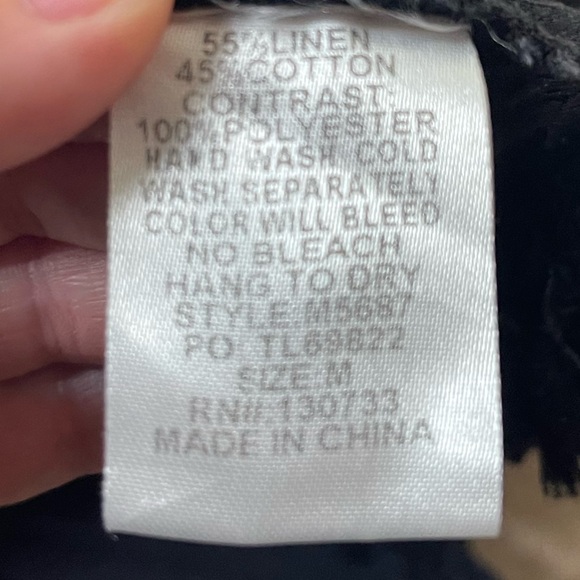 55% LINEN
45% COTTON
CONTRAST:
100% POLYESTER
HAND WASH COLD
WASH SEPARATELY
COLOR WILL BLEED
NO BLEACH
HANG TO DRY
STYLE:M5687
PO: TL69822
SIZE:M
RN#:130733
MADE IN CHINA